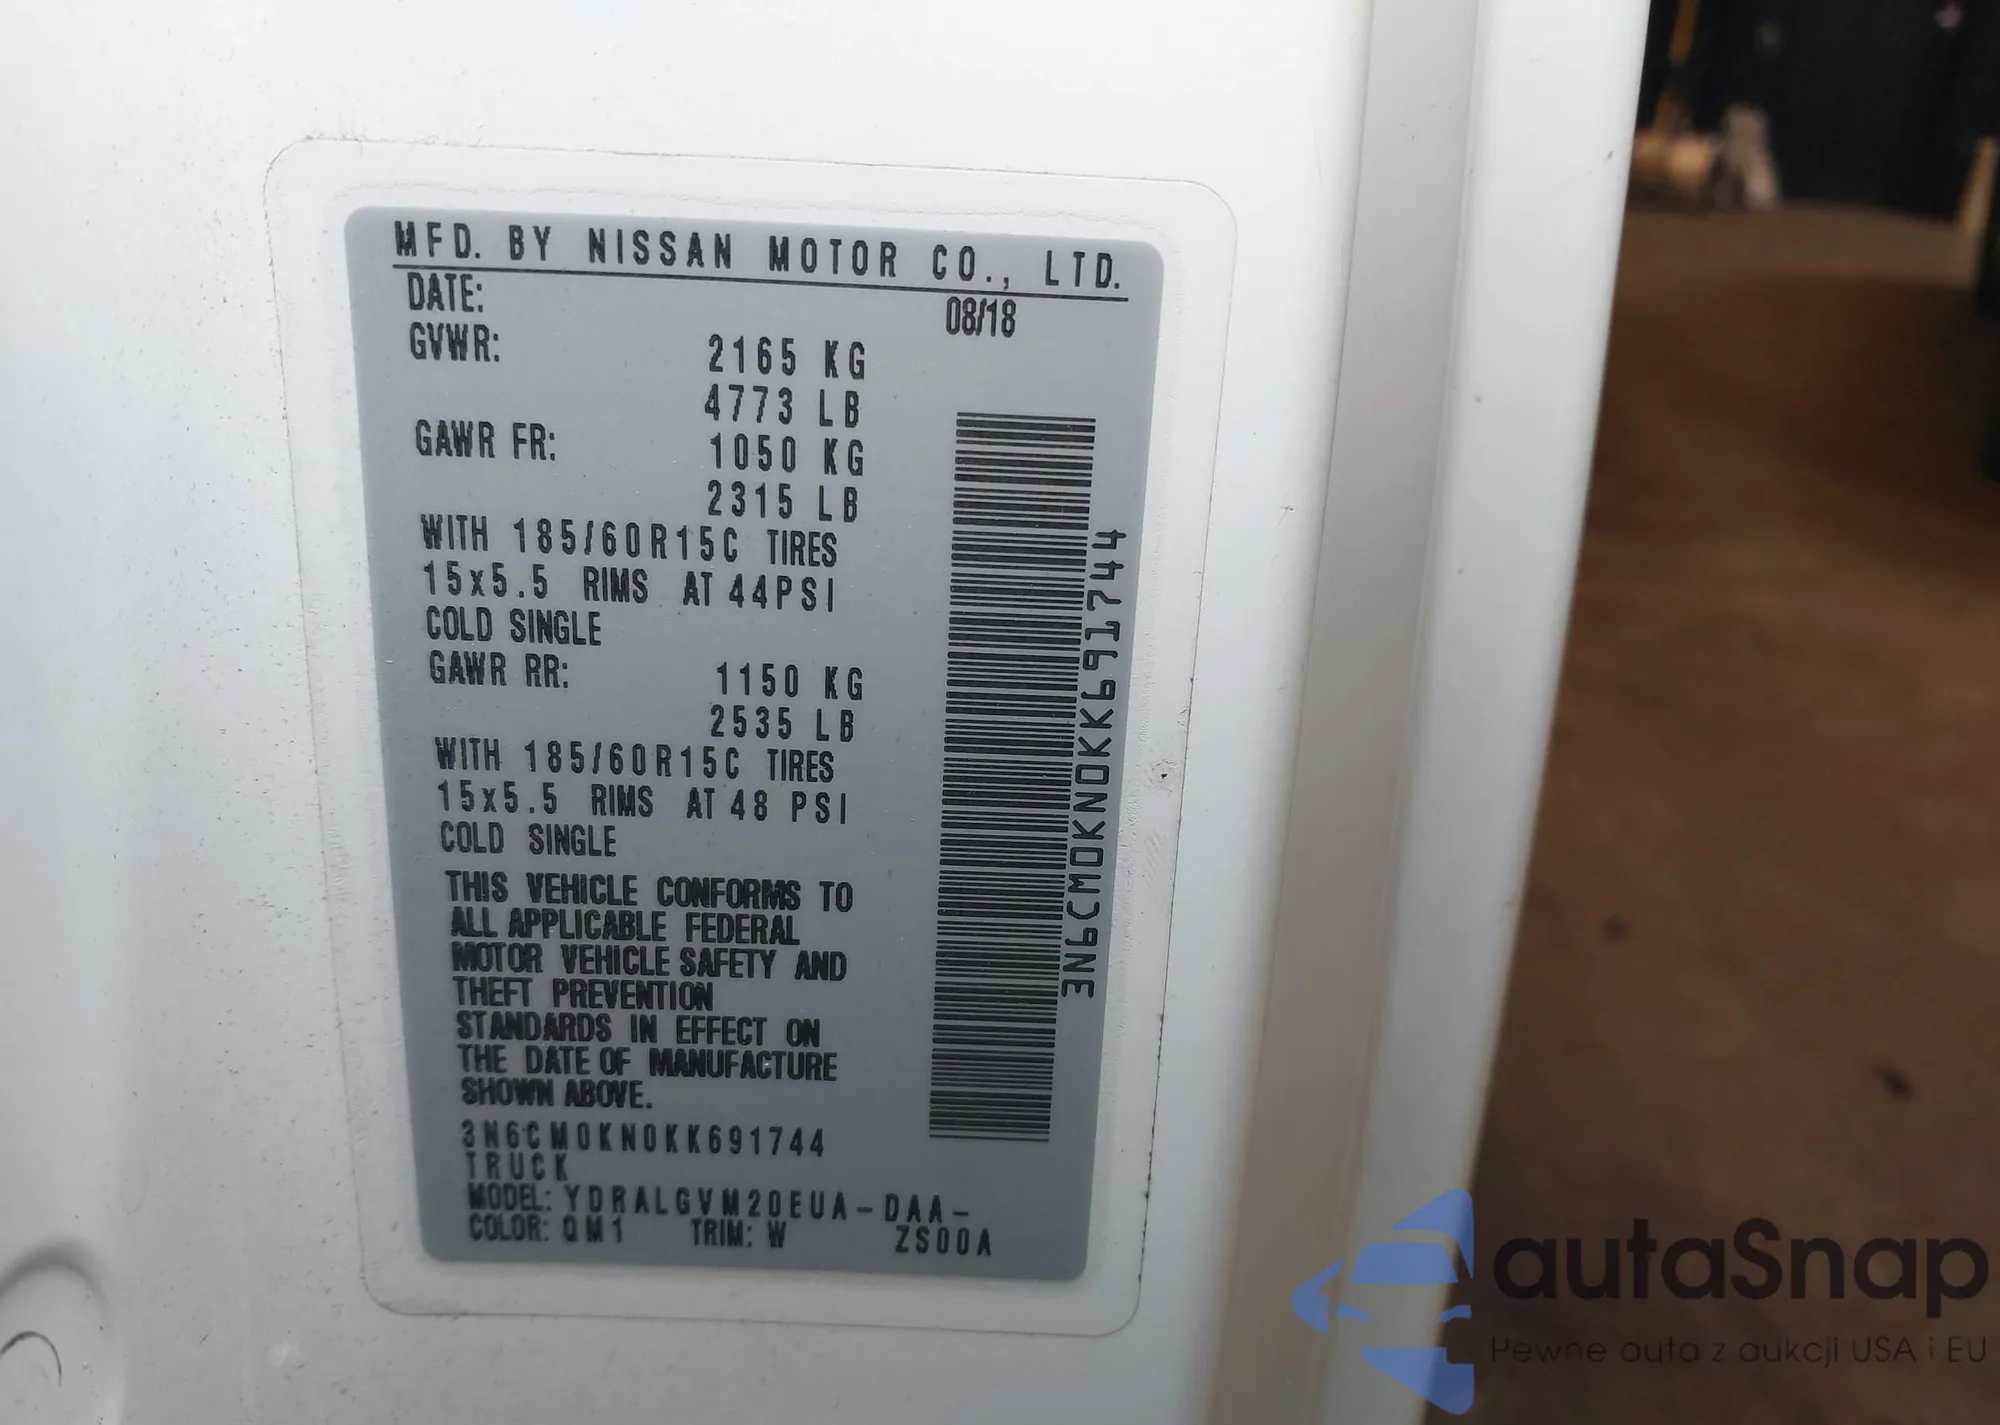 MFD. BY NISSAN MOTOR CO., LTD.
DATE: 08/18
GVWR: 2165 KG
4773 LB
GAWR FR: 1050 KG
2315 LB
WITH 185/60R15C TIRES
15x5.5 RIMS AT 44PSI
COLD SINGLE
GAWR RR: 1150 KG
2535 LB
WITH 185/60R15C TIRES
15x5.5 RIMS AT 48 PSI
COLD SINGLE
THIS VEHICLE CONFORMS TO
ALL APPLICABLE FEDERAL
MOTOR VEHICLE SAFETY AND
THEFT PREVENTION
STANDARDS IN EFFECT ON
THE DATE OF MANUFACTURE
SHOWN ABOVE.
3N6CM0KN0KK691744
TRUCK
MODEL: YDRALGVM20EUA-DAA-
COLOR: QM1 TRIM: W ZS00A
3N6CM0KN0KK691744
autaSnap
Pewne auta z aukcji USA i EU